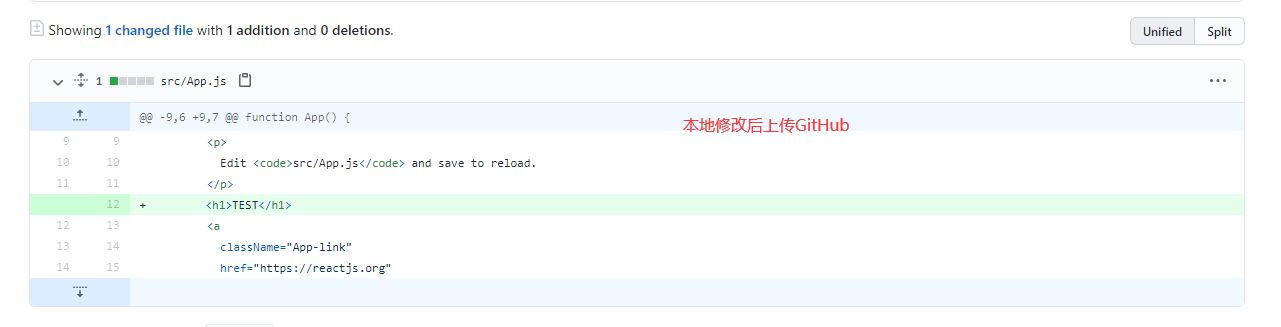 Showing 1 changed file with 1 addition and 0 deletions.
Unified Split
1 src/App.js
@@ -9,6 +9,7 @@ function App() {
本地修改后上传GitHub
9 9 <p>
10 10 Edit <code>src/App.js</code> and save to reload.
11 11 </p>
12 + <h1>TEST</h1>
12 13 <a
13 14 className="App-link"
14 15 href="https://reactjs.org"